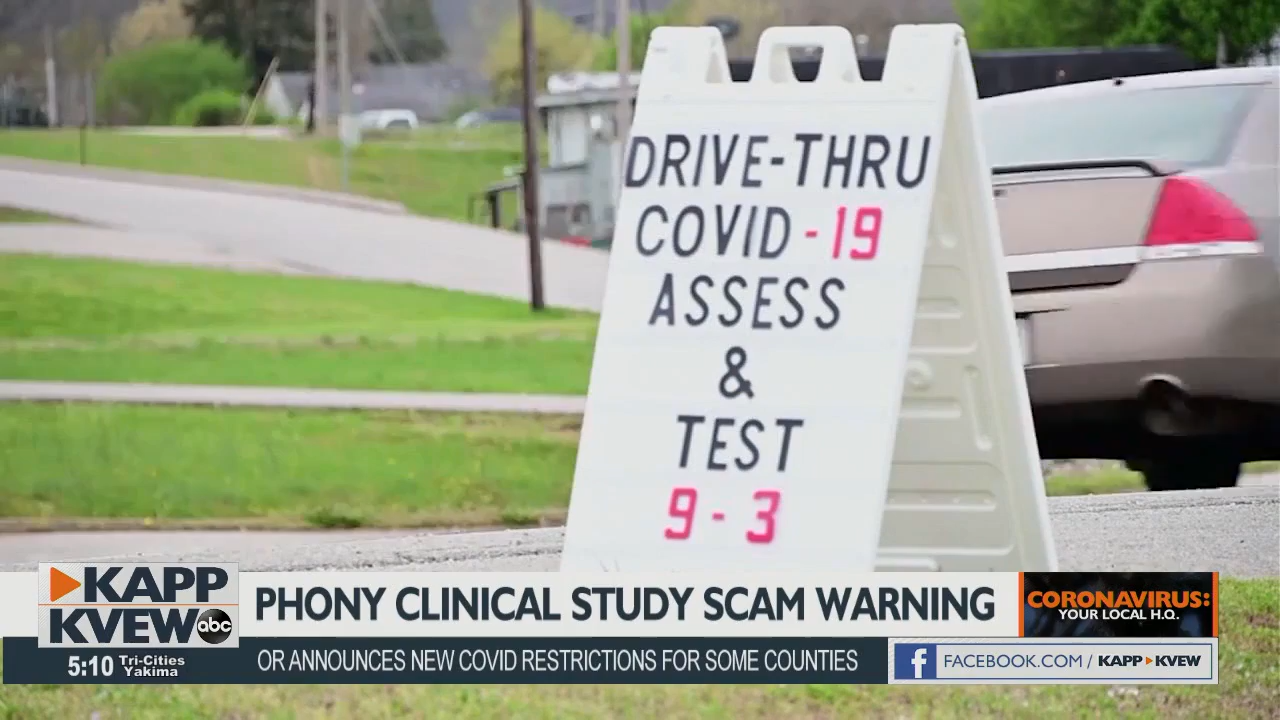 DRIVE-THRU
COVID-19
ASSESS
&
TEST
9-3
KAPP
KVEW abc
PHONY CLINICAL STUDY SCAM WARNING
CORONAVIRUS:
YOUR LOCAL H.Q.
5:10 Tri-Cities
Yakima
OR ANNOUNCES NEW COVID RESTRICTIONS FOR SOME COUNTIES
f FACEBOOK.COM / KAPP KVEW